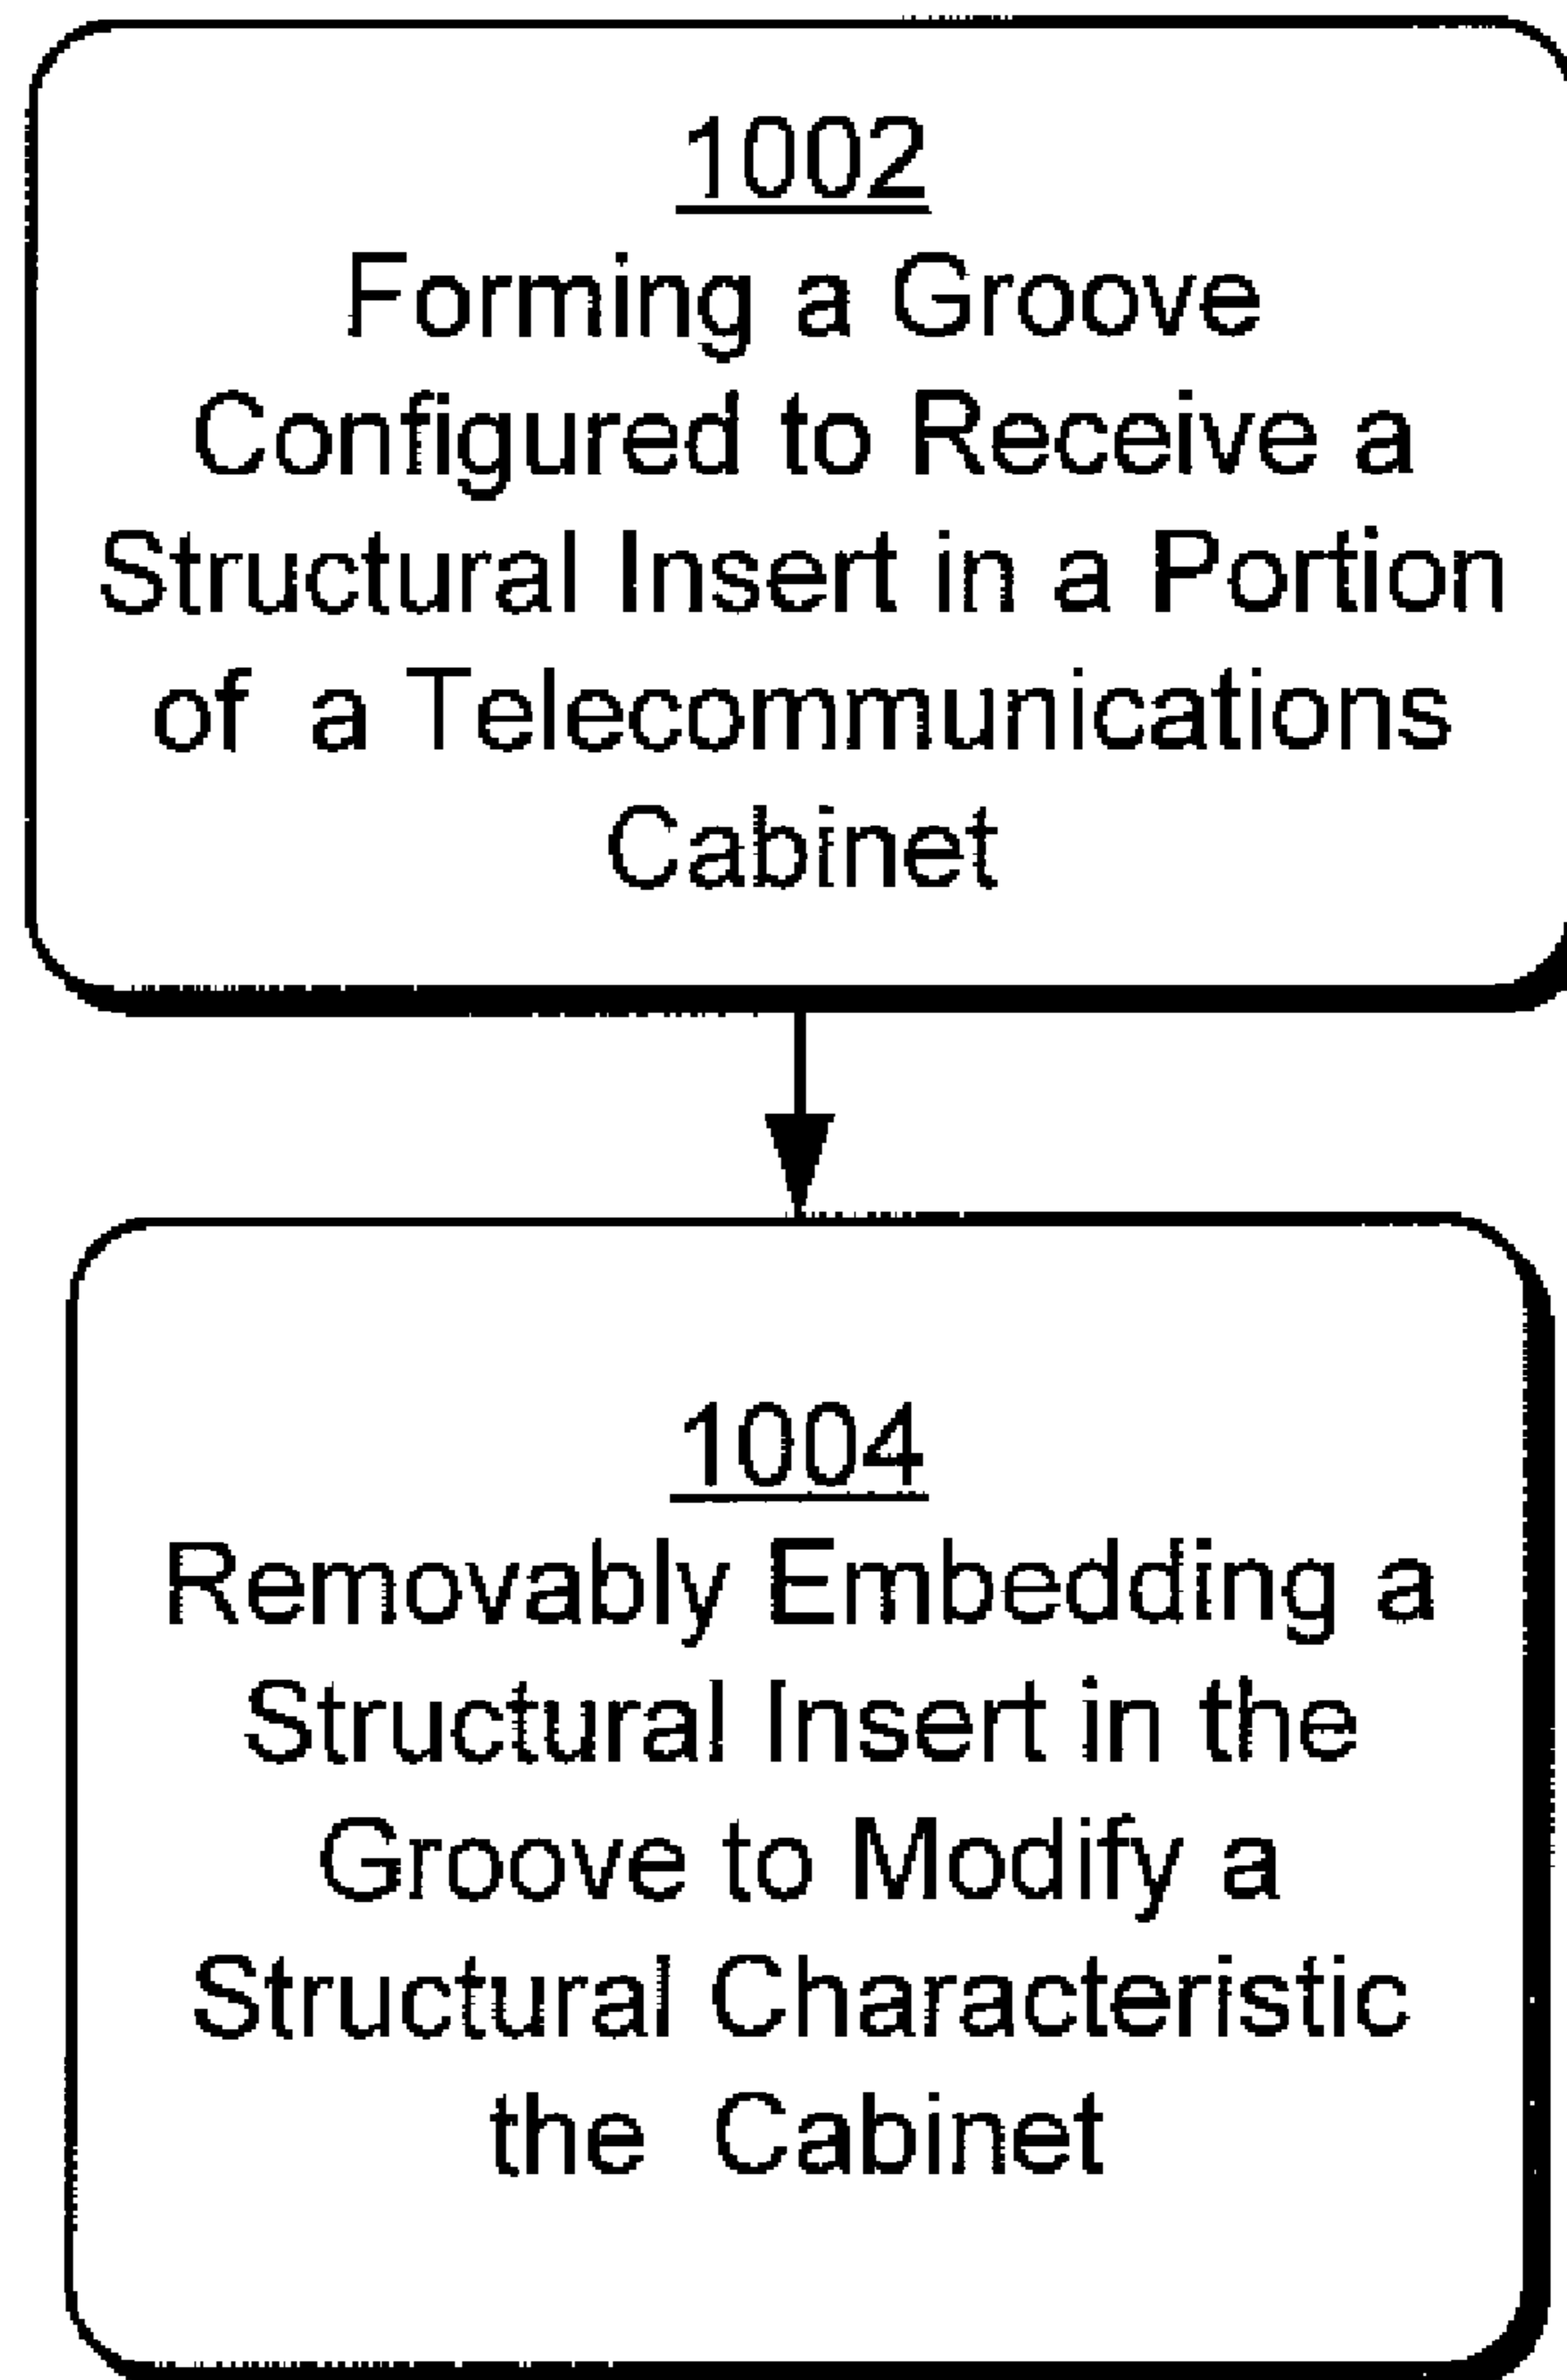 1002
Forming a Groove
Configured to Receive a
Structural Insert in a Portion
of a Telecommunications
Cabinet
1004
Removably Embedding a
Structural Insert in the
Groove to Modify a
Structural Characteristic
the Cabinet